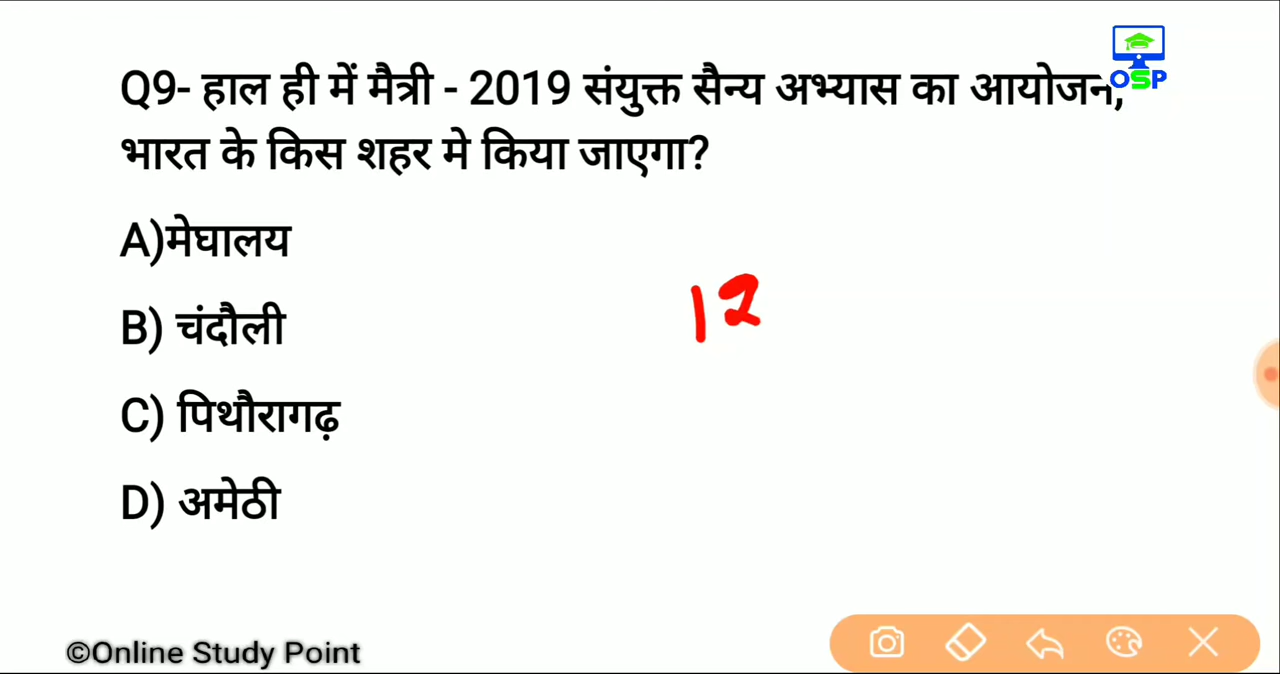 OSP
Q9- हाल ही में मैत्री - 2019 संयुक्त सैन्य अभ्यास का आयोजन,
भारत के किस शहर मे किया जाएगा?
A)मेघालय
12
B) चंदौली
C) पिथौरागढ़
D) अमेठी
©Online Study Point